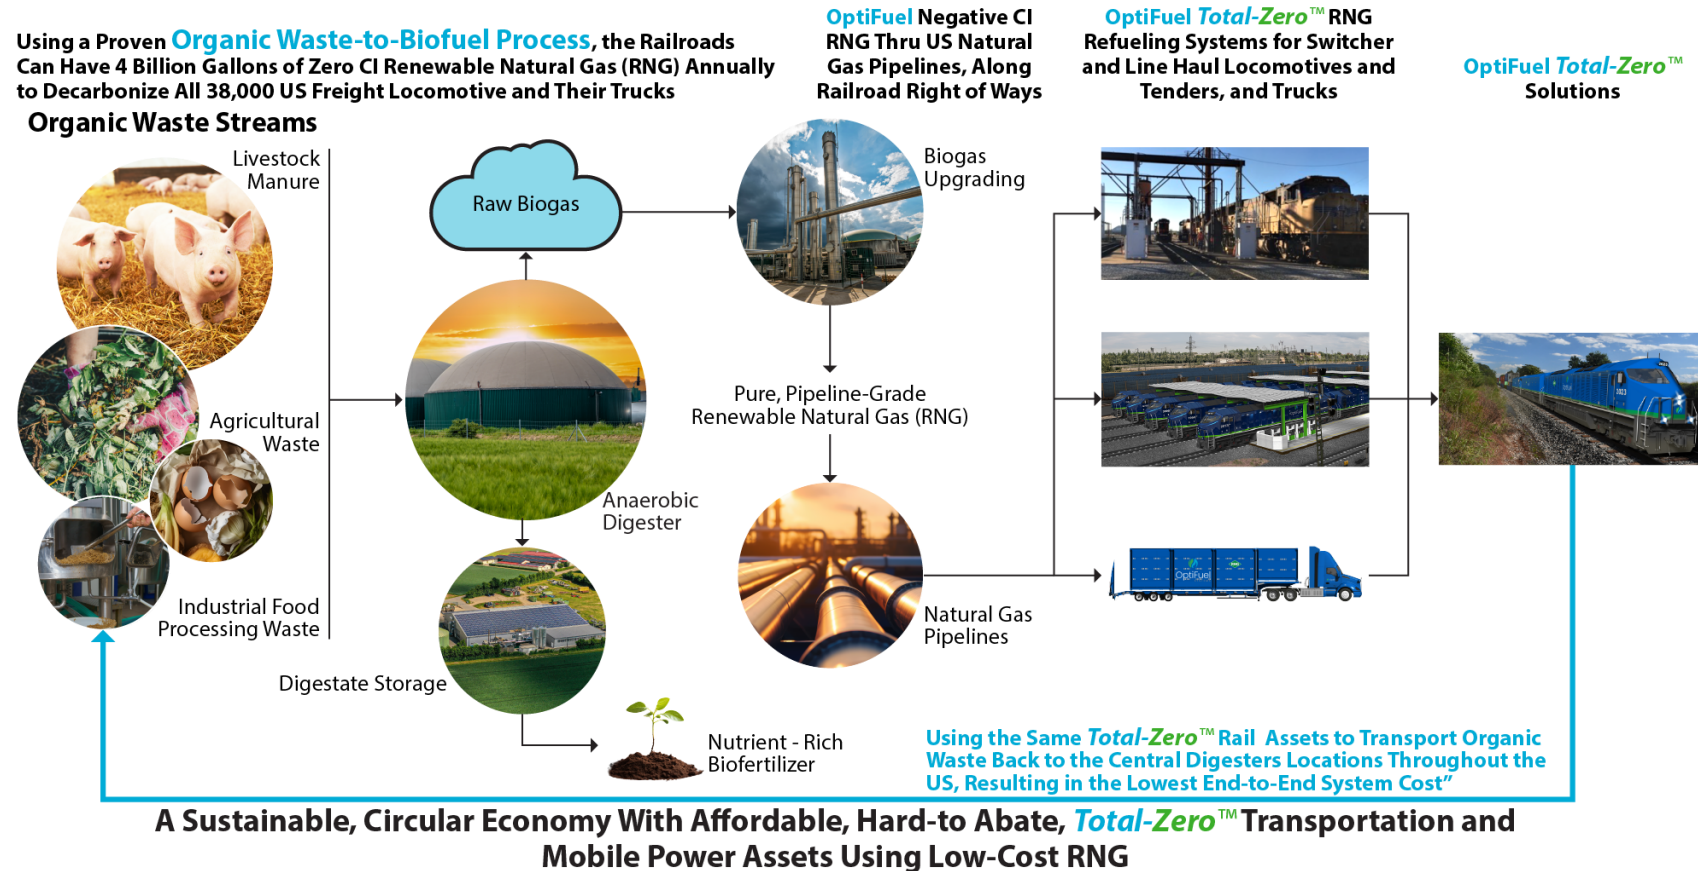 Using a Proven Organic Waste-to-Biofuel Process, the Railroads
Can Have 4 Billion Gallons of Zero CI Renewable Natural Gas (RNG) Annually
to Decarbonize All 38,000 US Freight Locomotive and Their Trucks
OptiFuel Negative CI
RNG Thru US Natural
Gas Pipelines, Along
Railroad Right of Ways
OptiFuel Total-Zero™ RNG
Refueling Systems for Switcher
and Line Haul Locomotives and
Tenders, and Trucks
OptiFuel Total-Zero™
Solutions
Organic Waste Streams
Livestock
Manure
Agricultural
Waste
Industrial Food
Processing Waste
Raw Biogas
Anaerobic
Digester
Digestate Storage
Nutrient - Rich
Biofertilizer
Biogas
Upgrading
Pure, Pipeline-Grade
Renewable Natural Gas (RNG)
Natural Gas
Pipelines
OptiFuel
Using the Same Total-Zero™ Rail Assets to Transport Organic
Waste Back to the Central Digesters Locations Throughout the
US, Resulting in the Lowest End-to-End System Cost”
A Sustainable, Circular Economy With Affordable, Hard-to Abate, Total-Zero™ Transportation and
Mobile Power Assets Using Low-Cost RNG